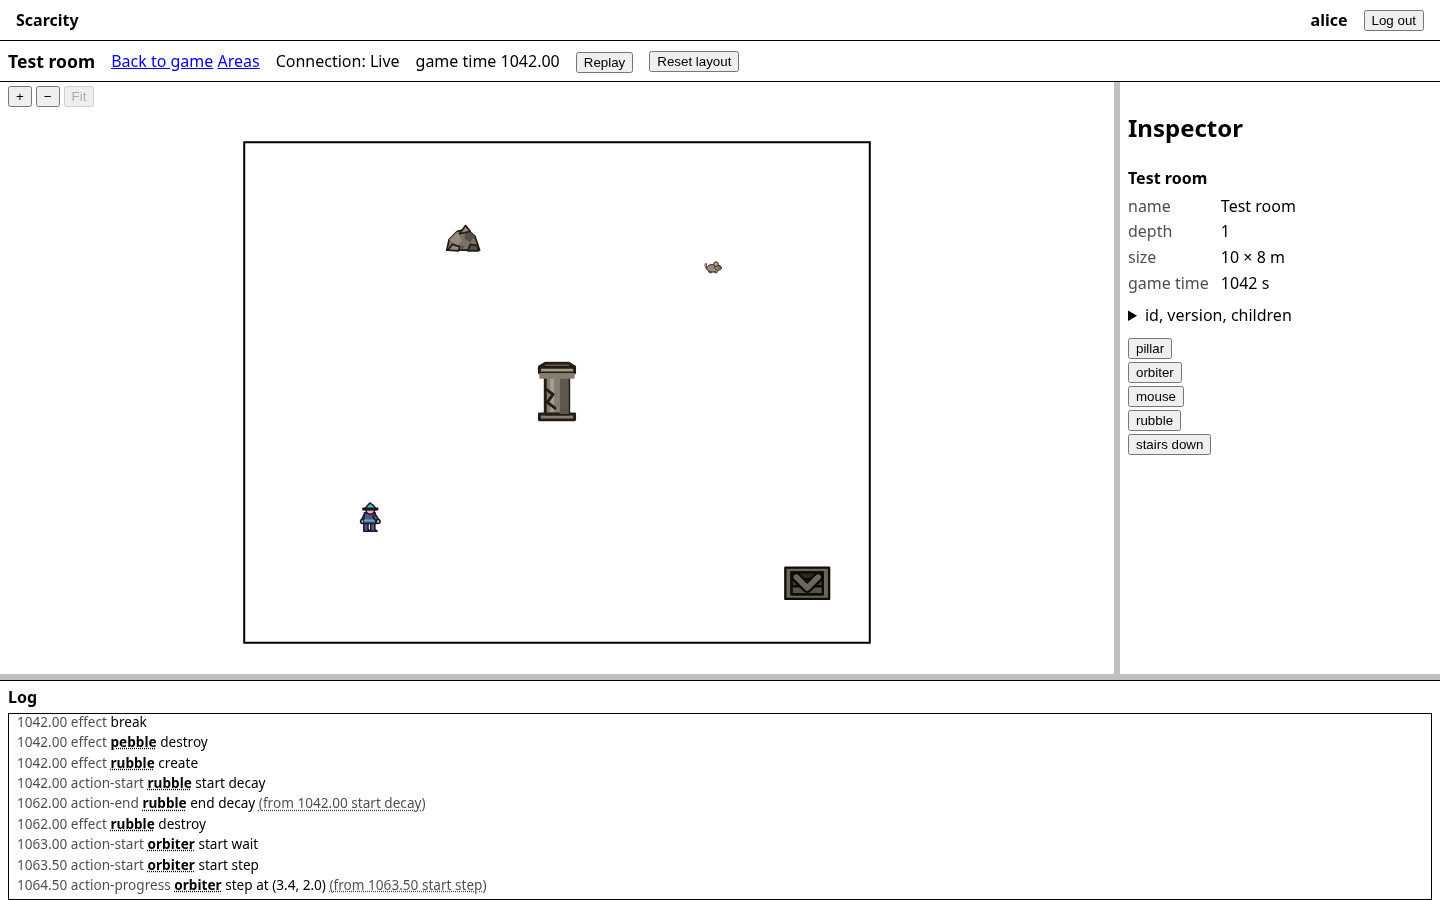 Scarcity
alice Log out
Test room Back to game Areas Connection: Live game time 1042.00 Replay Reset layout
+ − Fit
Inspector
Test room
name Test room
depth 1
size 10 × 8 m
game time 1042 s
id, version, children
pillar
orbiter
mouse
rubble
stairs down
Log
1042.00 effect break
1042.00 effect pebble destroy
1042.00 effect rubble create
1042.00 action-start rubble start decay
1062.00 action-end rubble end decay (from 1042.00 start decay)
1062.00 effect rubble destroy
1063.00 action-start orbiter start wait
1063.50 action-start orbiter start step
1064.50 action-progress orbiter step at (3.4, 2.0) (from 1063.50 start step)